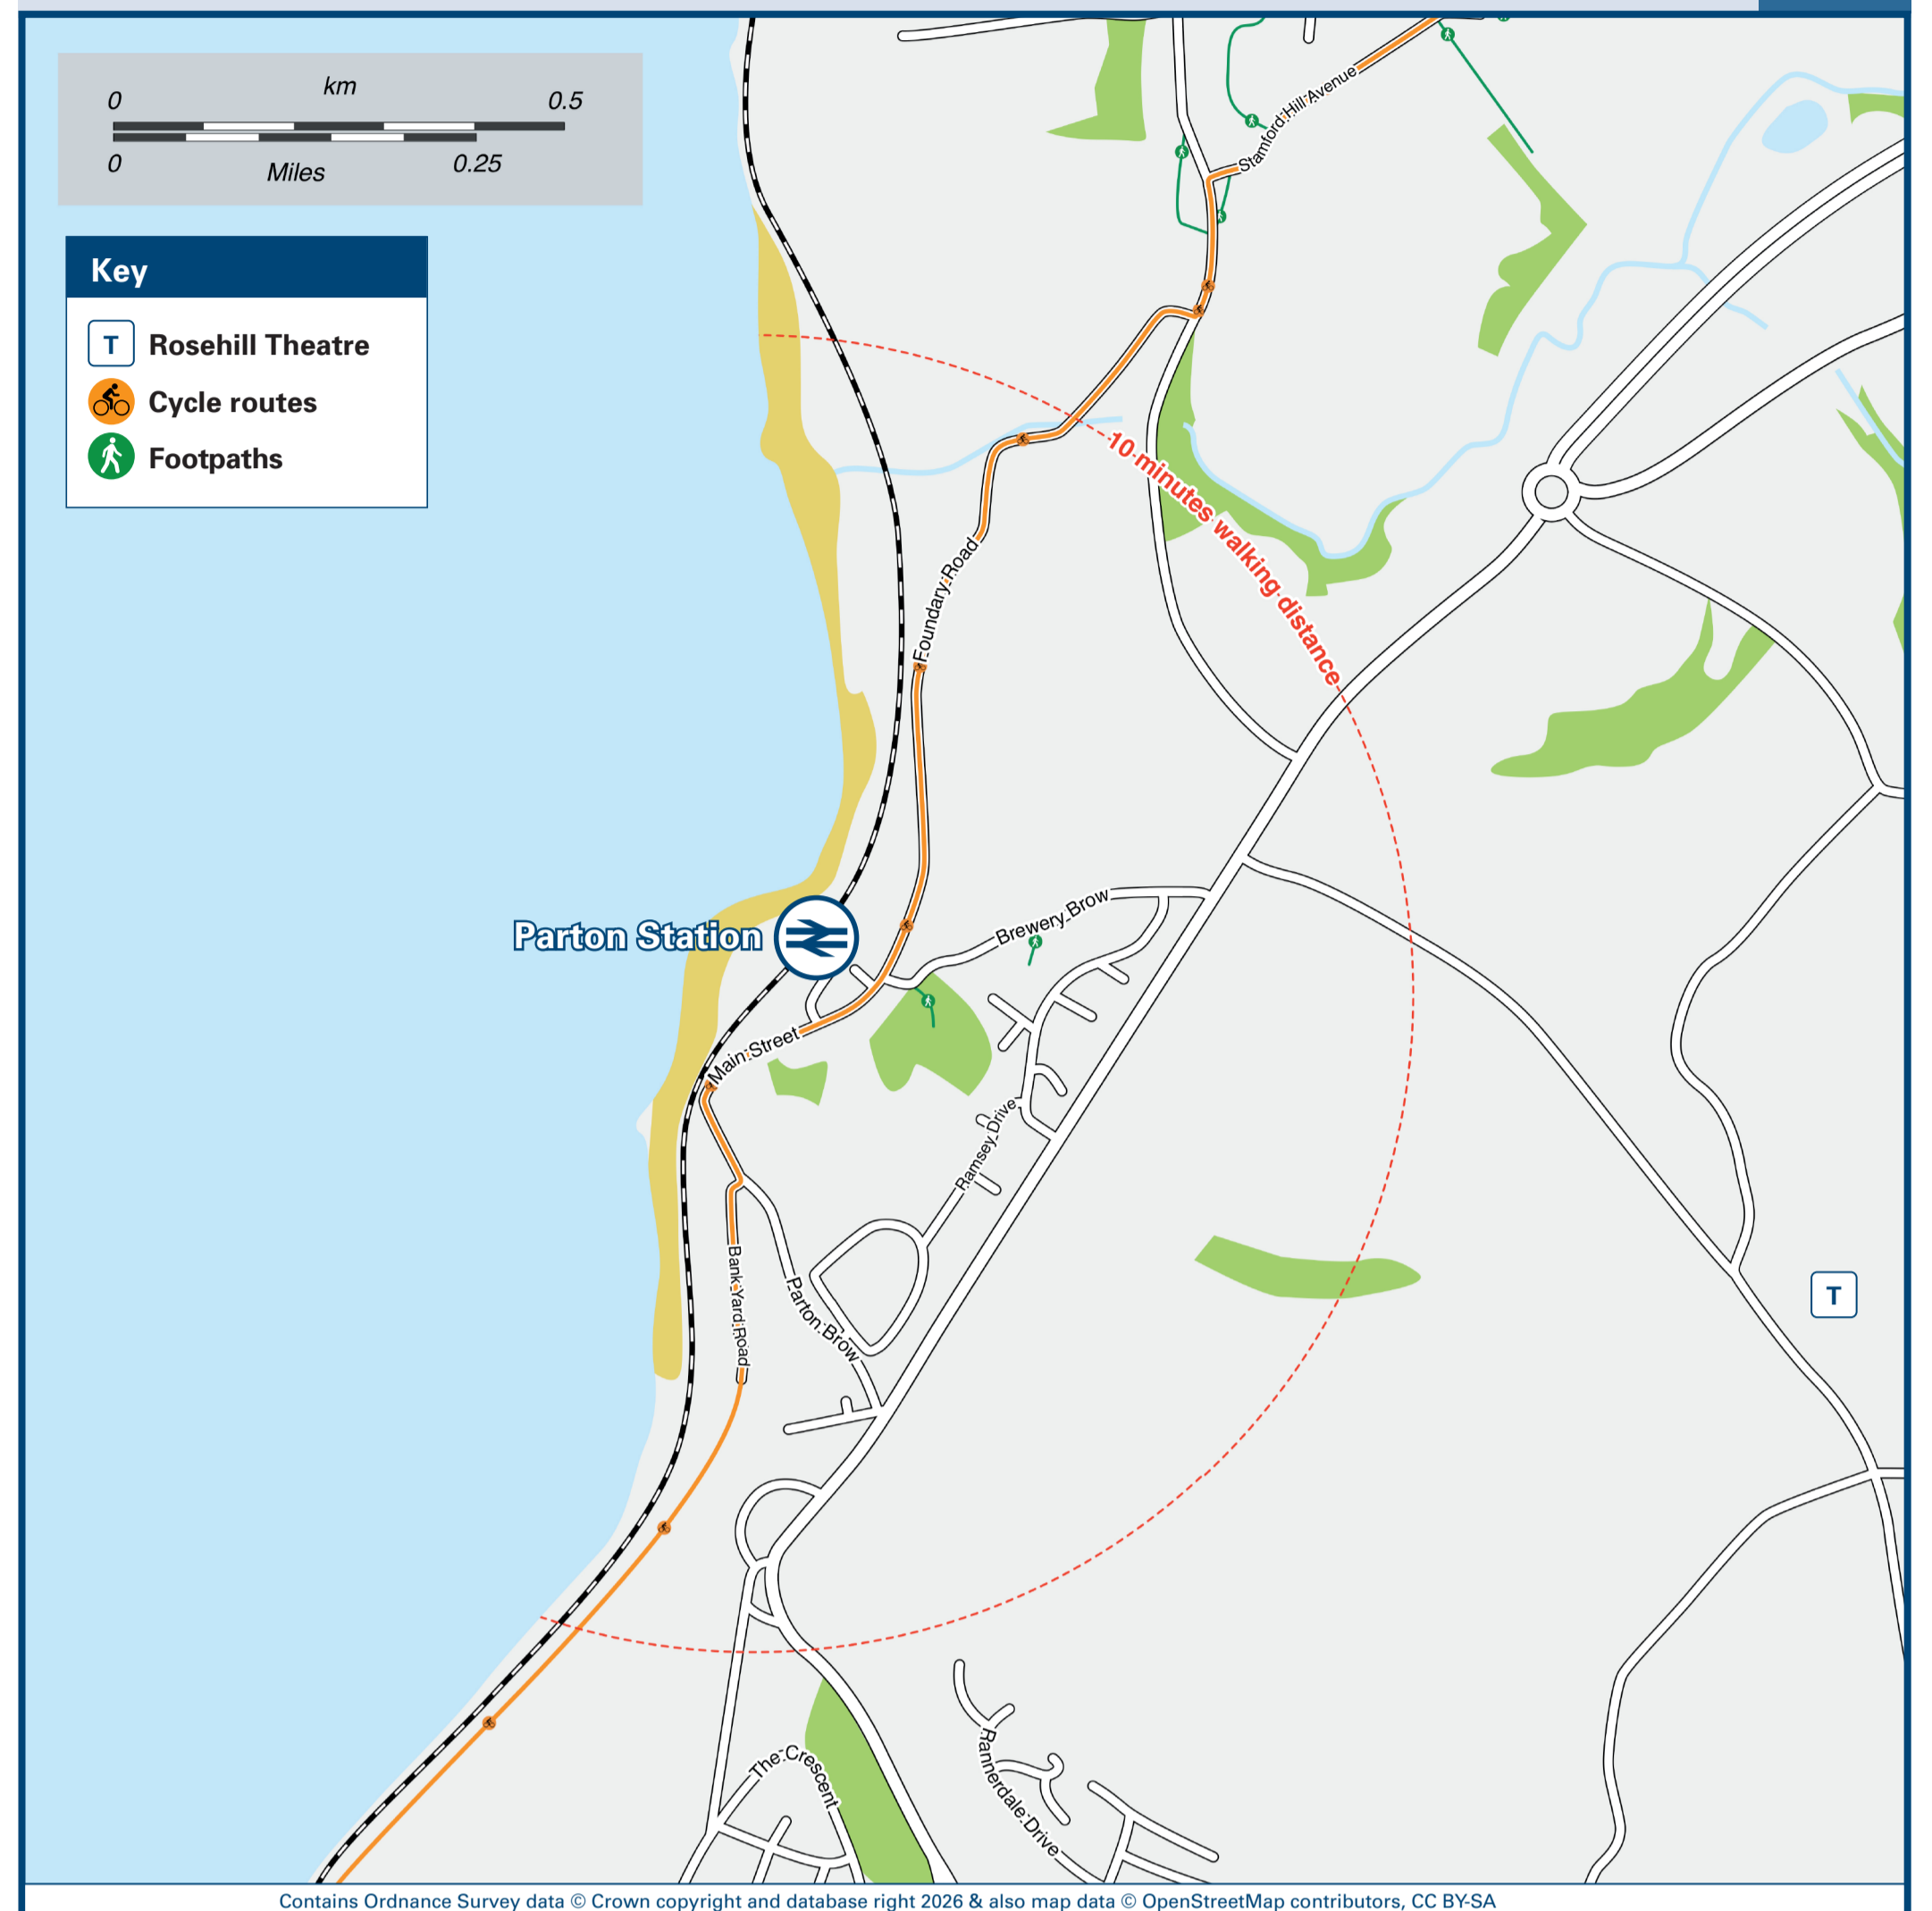 km
0 0.5
0 0.25
Miles
Key
T Rosehill Theatre
Cycle routes
Footpaths
Stamford Hill Avenue
10 minutes walking distance
Foundary Road
Brewery Brow
Parton Station
Main Street
Ramsey Drive
Bank Yard Road
Parton Brow
T
The Crescent
Rannerdale Drive
Contains Ordnance Survey data © Crown copyright and database right 2026 & also map data © OpenStreetMap contributors, CC BY-SA